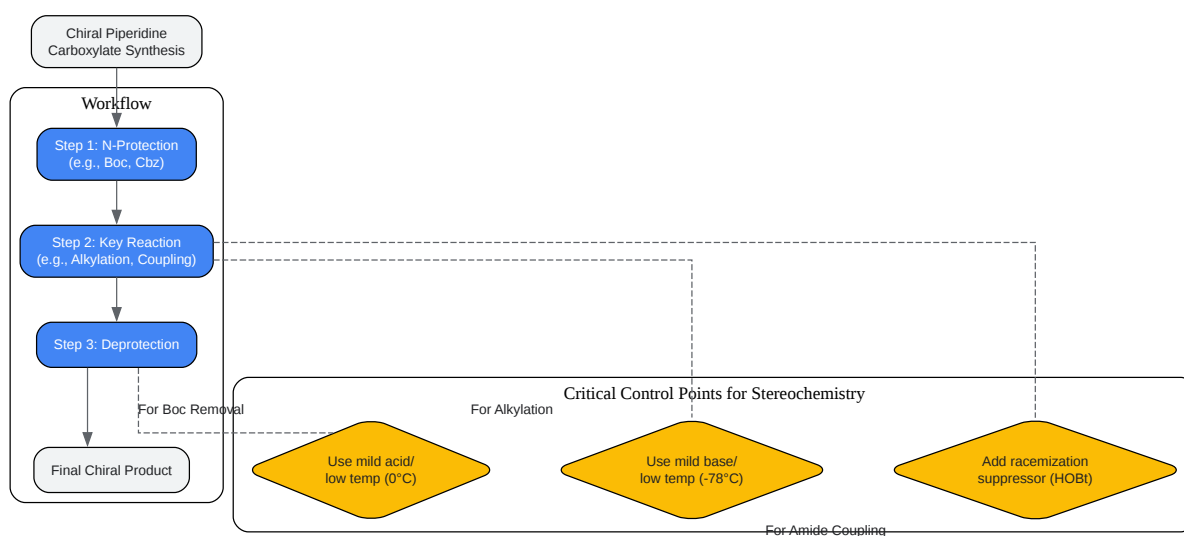 Chiral Piperidine
Carboxylate Synthesis
Workflow
Step 1: N-Protection
(e.g., Boc, Cbz)
Step 2: Key Reaction
(e.g., Alkylation, Coupling)
Step 3: Deprotection
Final Chiral Product
Critical Control Points for Stereochemistry
For Boc Removal
For Alkylation
Use mild acid/
low temp (0°C)
Use mild base/
low temp (-78°C)
Add racemization
suppressor (HOBt)
For Amide Coupling